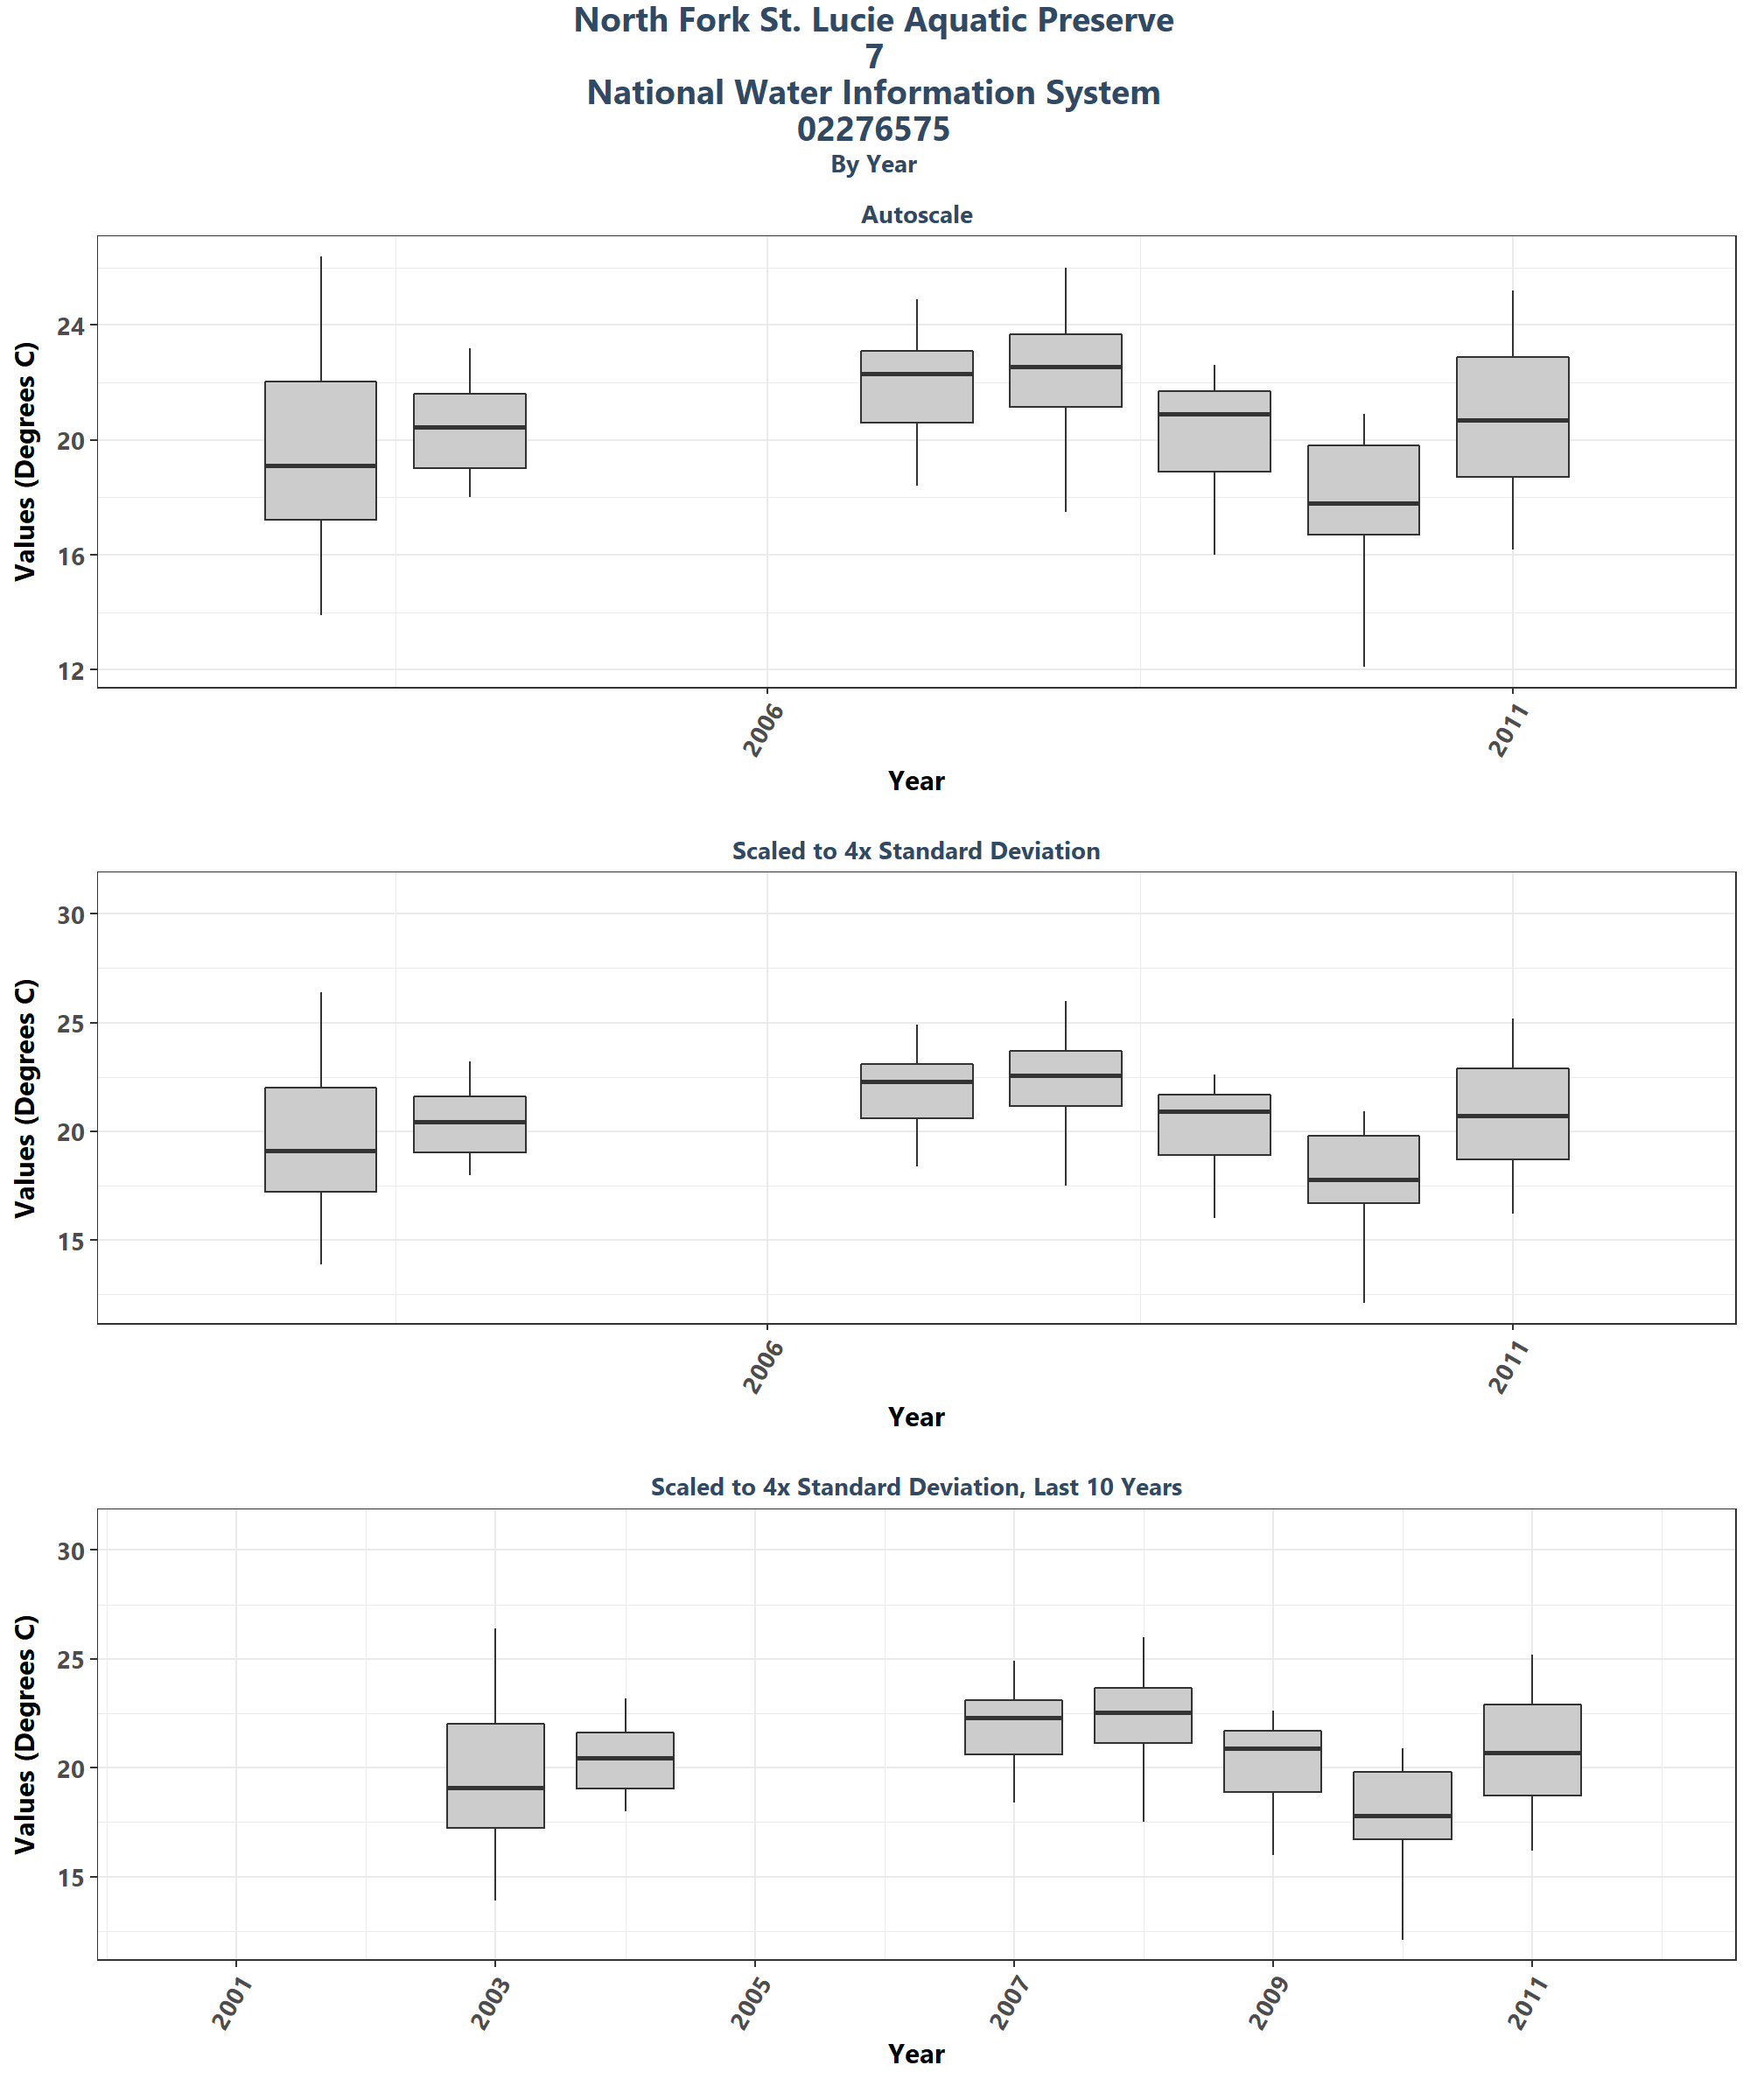 North Fork St. Lucie Aquatic Preserve
7
National Water Information System
02276575
By Year
Autoscale
Values (Degrees C)
24
20
16
12
2006
2011
Year
Scaled to 4x Standard Deviation
Values (Degrees C)
30
25
20
15
2006
2011
Year
Scaled to 4x Standard Deviation, Last 10 Years
Values (Degrees C)
30
25
20
15
2001
2003
2005
2007
2009
2011
Year